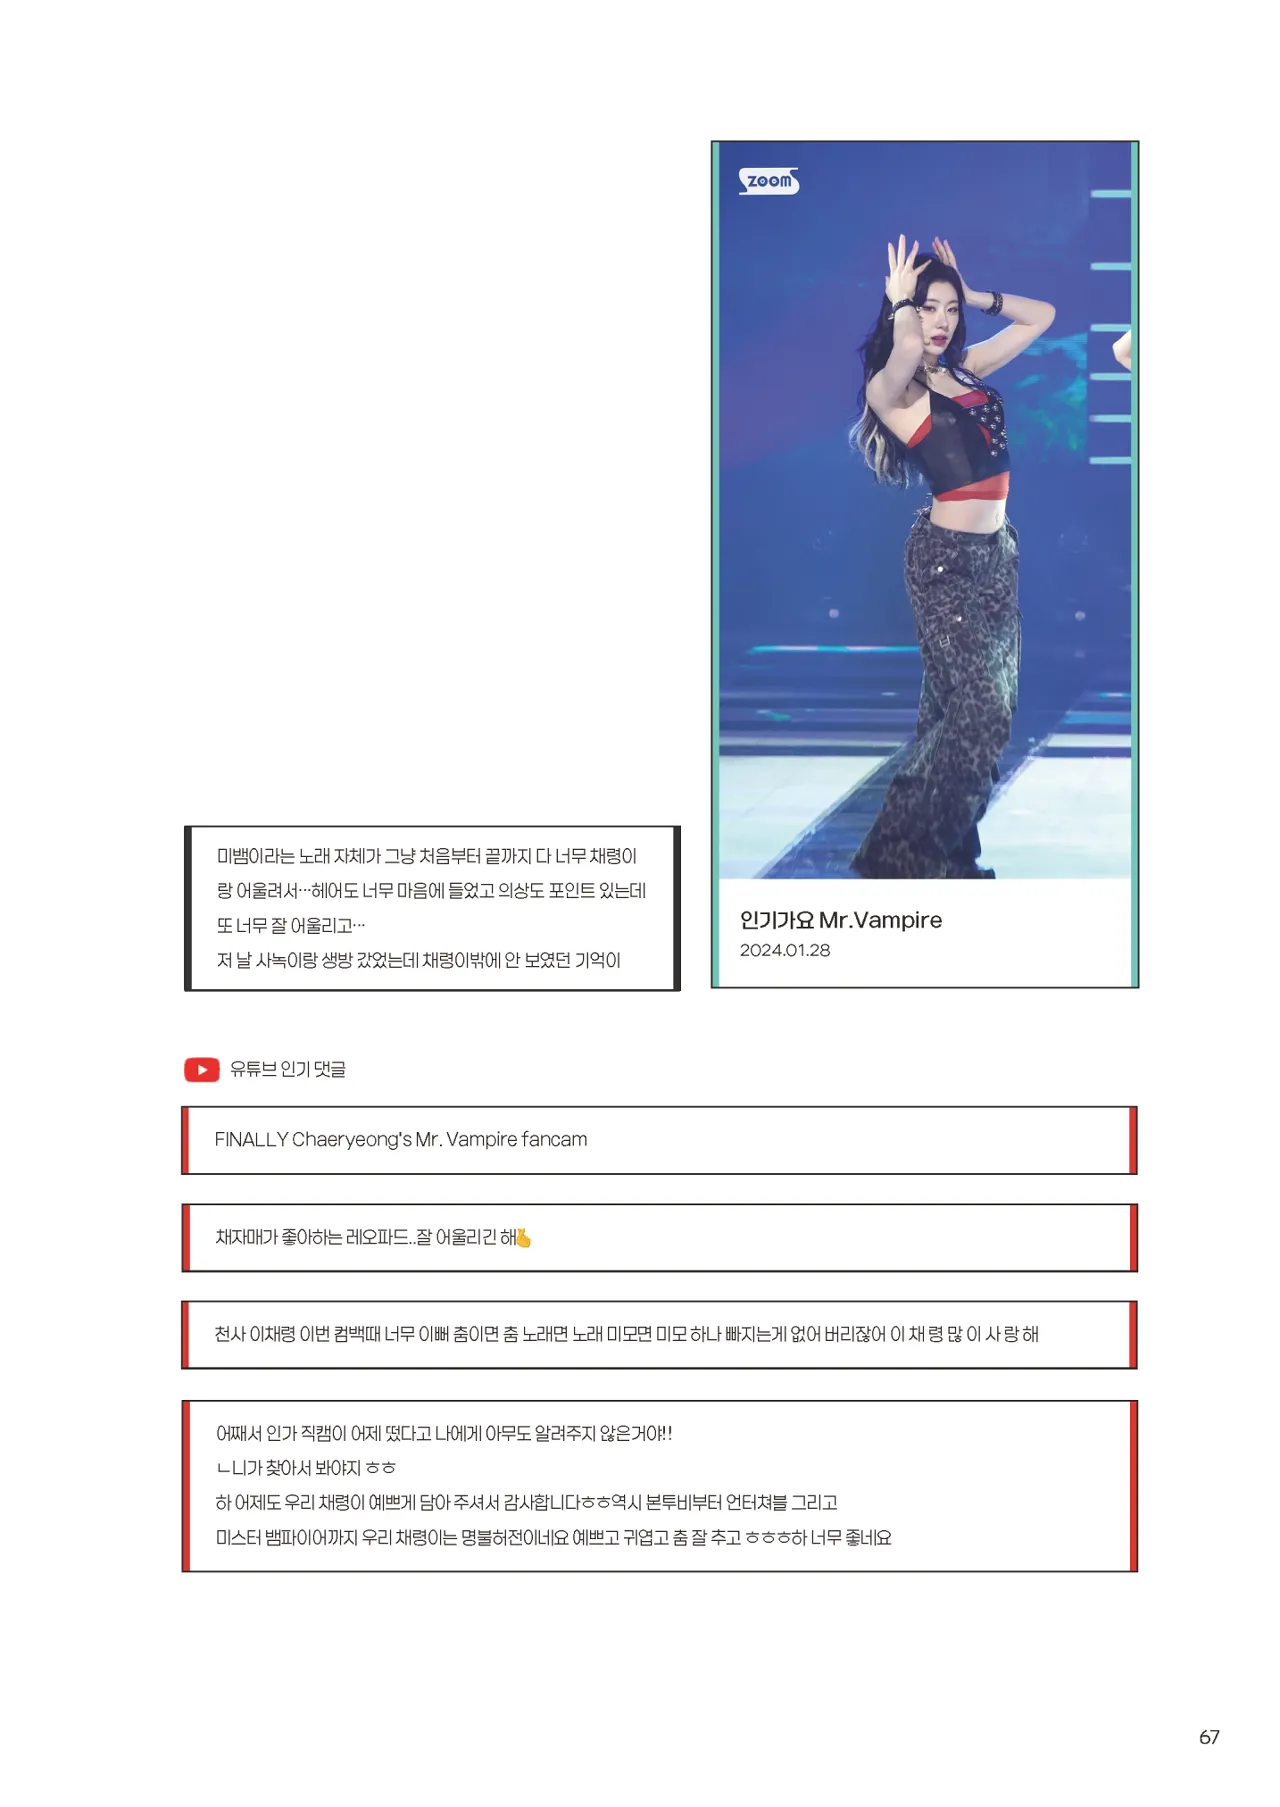 zoom
미뱀이라는 노래 자체가 그냥 처음부터 끝까지 다 너무 채령이
랑 어울려서…헤어도 너무 마음에 들었고 의상도 포인트 있는데
또 너무 잘 어울리고…
저 날 사녹이랑 생방 갔었는데 채령이밖에 안 보였던 기억이
인기가요 Mr.Vampire
2024.01.28
유튜브 인기 댓글
FINALLY Chaeryeong's Mr. Vampire fancam
채자매가 좋아하는 레오파드..잘 어울리긴 해🫰
천사 이채령 이번 컴백때 너무 이뻐 춤이면 춤 노래면 노래 미모면 미모 하나 빠지는게 없어 버리잖어 이 채 령 많 이 사 랑 해
어째서 인가 직캠이 어제 떴다고 나에게 아무도 알려주지 않은거야!!
ㄴ니가 찾아서 봐야지 ㅎㅎ
하 어제도 우리 채령이 예쁘게 담아 주셔서 감사합니다ㅎㅎ역시 본투비부터 언터쳐블 그리고
미스터 뱀파이어까지 우리 채령이는 명불허전이네요 예쁘고 귀엽고 춤 잘 추고 ㅎㅎㅎ하 너무 좋네요
67